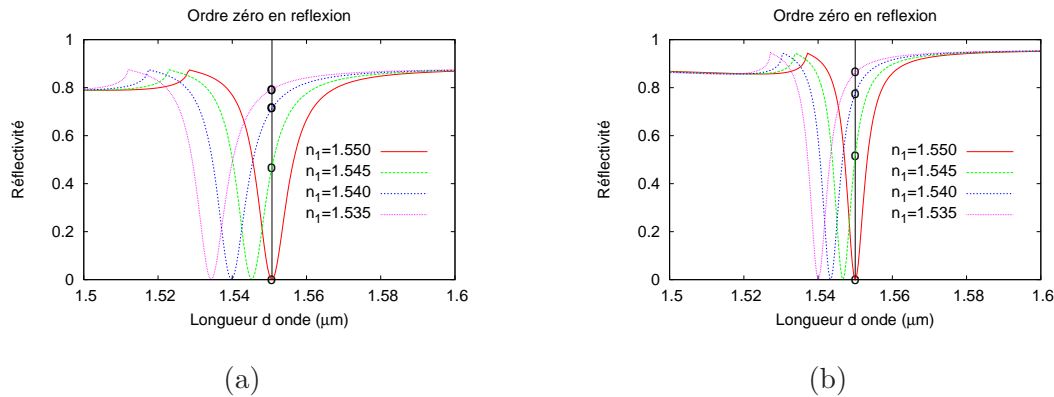 Ordre zéro en reflexion
1
0.8
0.6
0.4
0.2
0
Réflectivité
n1=1.550
n1=1.545
n1=1.540
n1=1.535
1.5 1.52 1.54 1.56 1.58 1.6
Longueur d onde (μm)
(a)
Ordre zéro en reflexion
1
0.8
0.6
0.4
0.2
0
Réflectivité
n1=1.550
n1=1.545
n1=1.540
n1=1.535
1.5 1.52 1.54 1.56 1.58 1.6
Longueur d onde (μm)
(b)